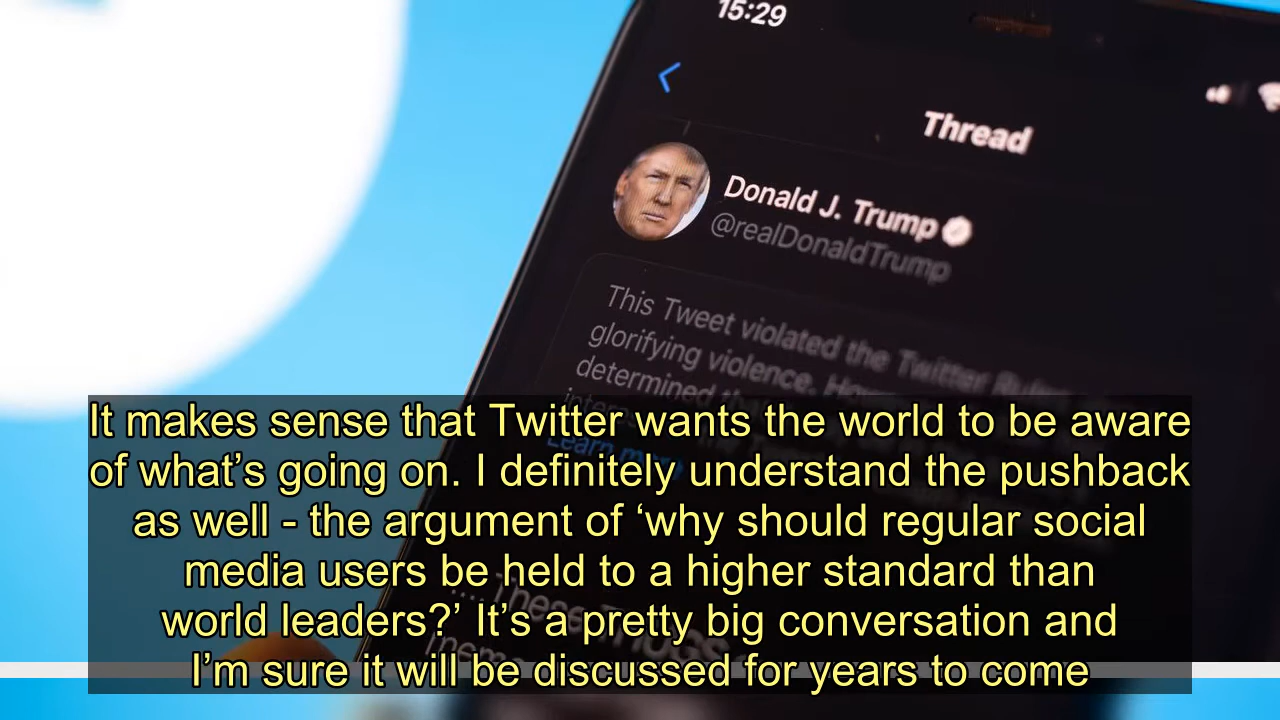 15:29
Thread
Donald J. Trump
@realDonaldTrump
This Tweet violated the Twitter Rules
glorifying violence. How
determined
Learn more
It makes sense that Twitter wants the world to be aware
of what’s going on. I definitely understand the pushback
as well - the argument of ‘why should regular social
media users be held to a higher standard than
world leaders?’ It’s a pretty big conversation and
I’m sure it will be discussed for years to come